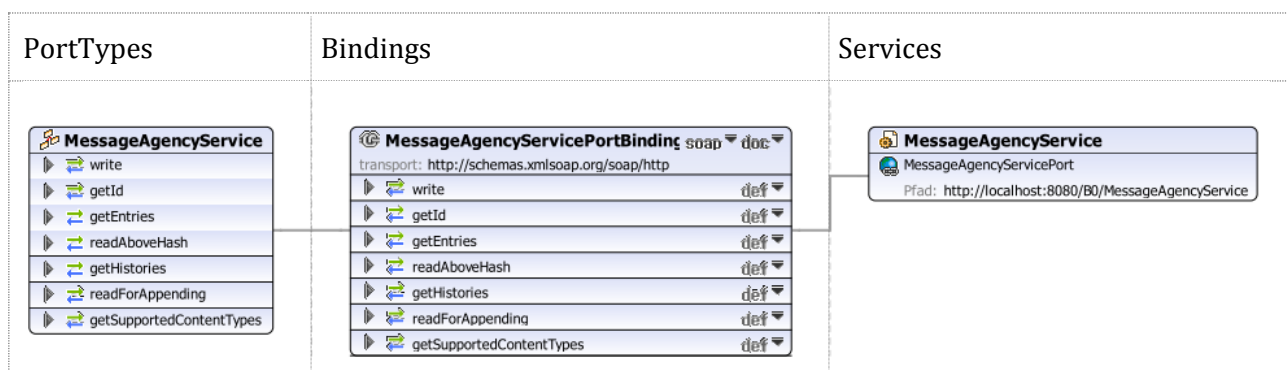 PortTypes
Bindings
Services
MessageAgencyService
write
getId
getEntries
readAboveHash
getHistories
readForAppending
getSupportedContentTypes
MessageAgencyServicePortBinding soap doc
transport: http://schemas.xmlsoap.org/soap/http
write def
getId def
getEntries def
readAboveHash def
getHistories def
readForAppending def
getSupportedContentTypes def
MessageAgencyService
MessageAgencyServicePort
Pfad: http://localhost:8080/B0/MessageAgencyService